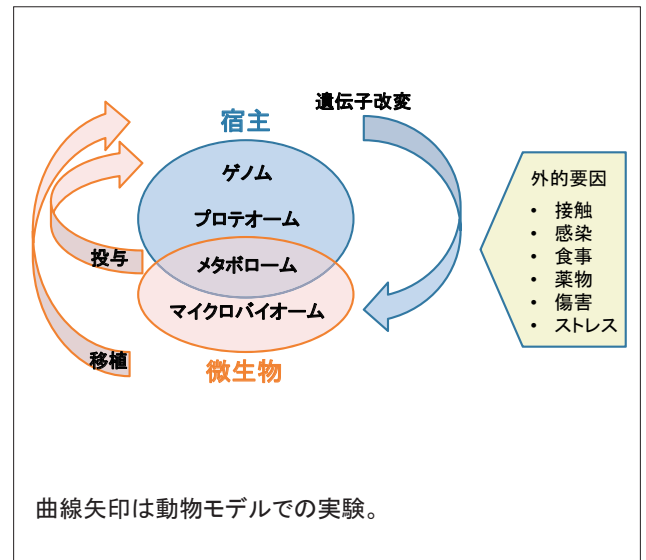 遺伝子改変
宿主
ゲノム
プロテオーム
メタボローム
マイクロバイオーム
微生物
投与
移植
外的要因
• 接触
• 感染
• 食事
• 薬物
• 傷害
• ストレス
曲線矢印は動物モデルでの実験。